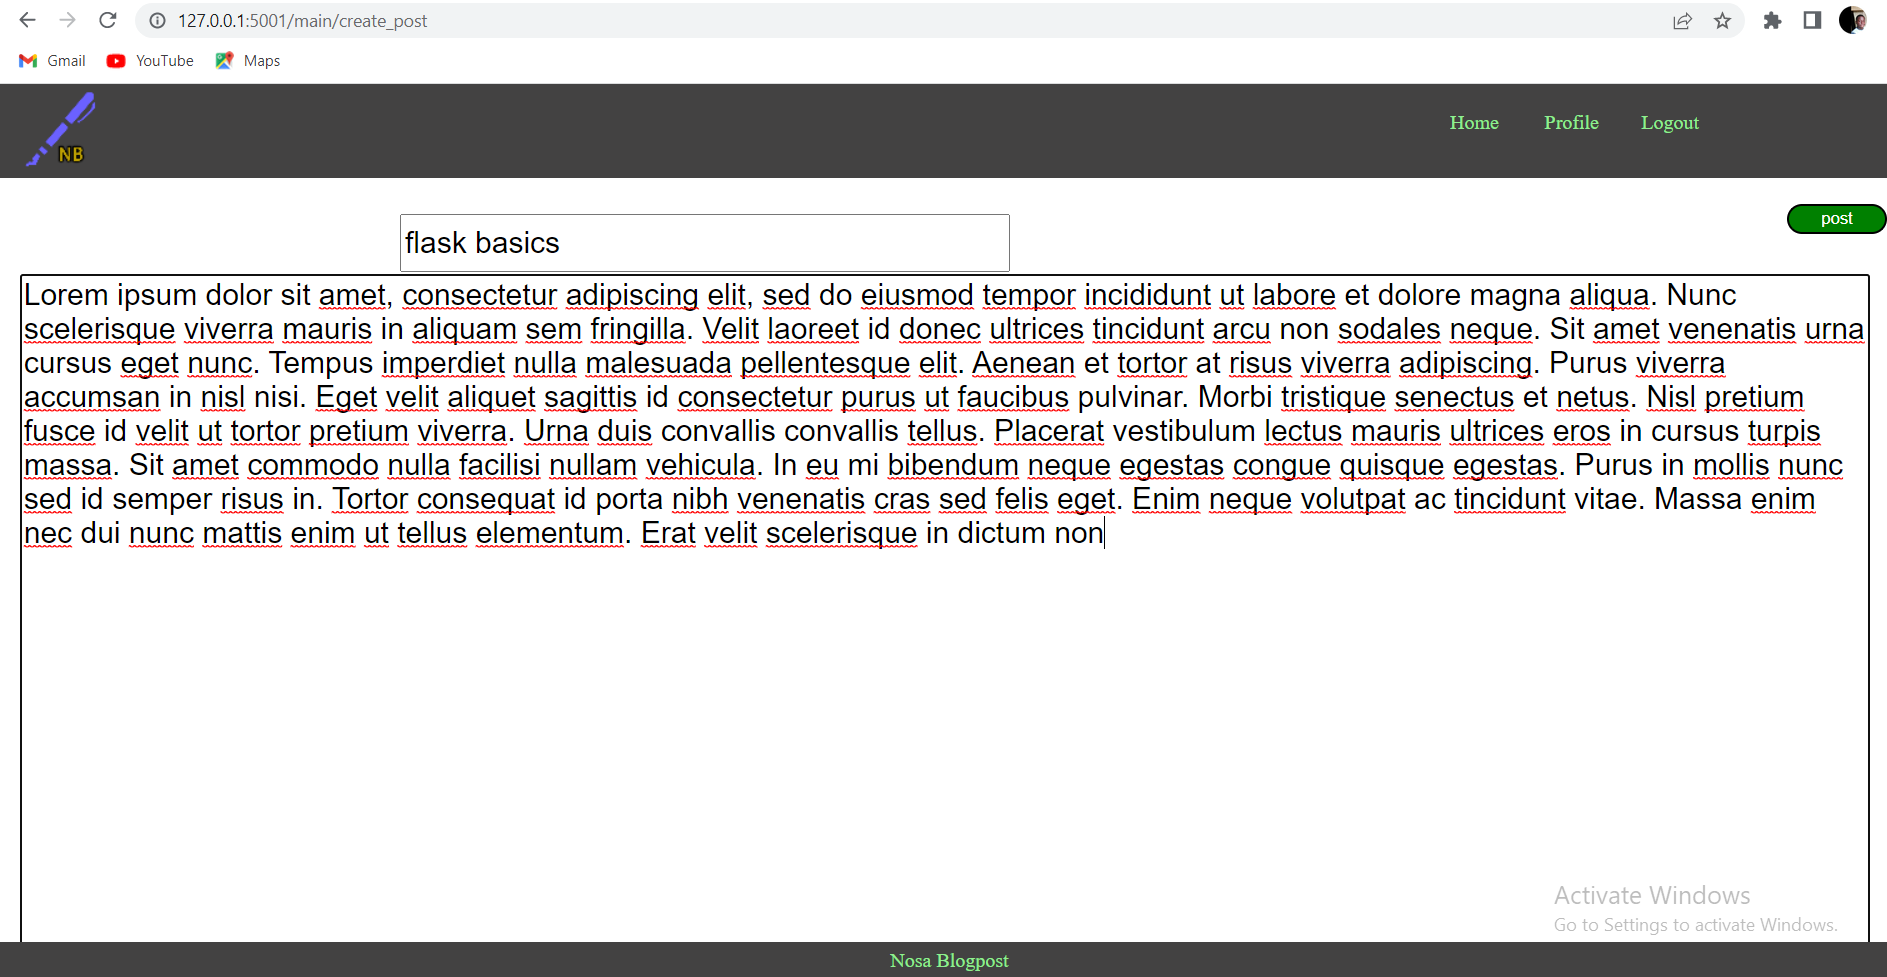 127.0.0.1:5001/main/create_post
Gmail YouTube Maps
NB
Home Profile Logout
post
flask basics
Lorem ipsum dolor sit amet, consectetur adipiscing elit, sed do eiusmod tempor incididunt ut labore et dolore magna aliqua. Nunc
scelerisque viverra mauris in aliquam sem fringilla. Velit laoreet id donec ultrices tincidunt arcu non sodales neque. Sit amet venenatis urna
cursus eget nunc. Tempus imperdiet nulla malesuada pellentesque elit. Aenean et tortor at risus viverra adipiscing. Purus viverra
accumsan in nisl nisi. Eget velit aliquet sagittis id consectetur purus ut faucibus pulvinar. Morbi tristique senectus et netus. Nisl pretium
fusce id velit ut tortor pretium viverra. Urna duis convallis convallis tellus. Placerat vestibulum lectus mauris ultrices eros in cursus turpis
massa. Sit amet commodo nulla facilisi nullam vehicula. In eu mi bibendum neque egestas congue quisque egestas. Purus in mollis nunc
sed id semper risus in. Tortor consequat id porta nibh venenatis cras sed felis eget. Enim neque volutpat ac tincidunt vitae. Massa enim
nec dui nunc mattis enim ut tellus elementum. Erat velit scelerisque in dictum non
Activate Windows
Go to Settings to activate Windows.
Nosa Blogpost